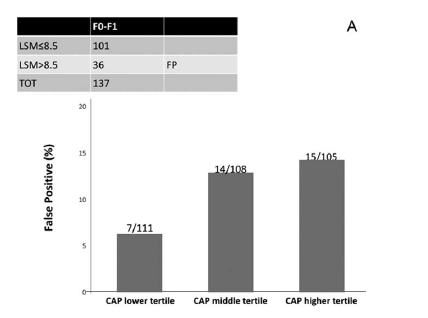 A
F0-F1
LSM≤8.5 101
LSM>8.5 36 FP
TOT 137
False Positive (%)
20
15
10
5
0
7/111
14/108
15/105
CAP lower tertile CAP middle tertile CAP higher tertile